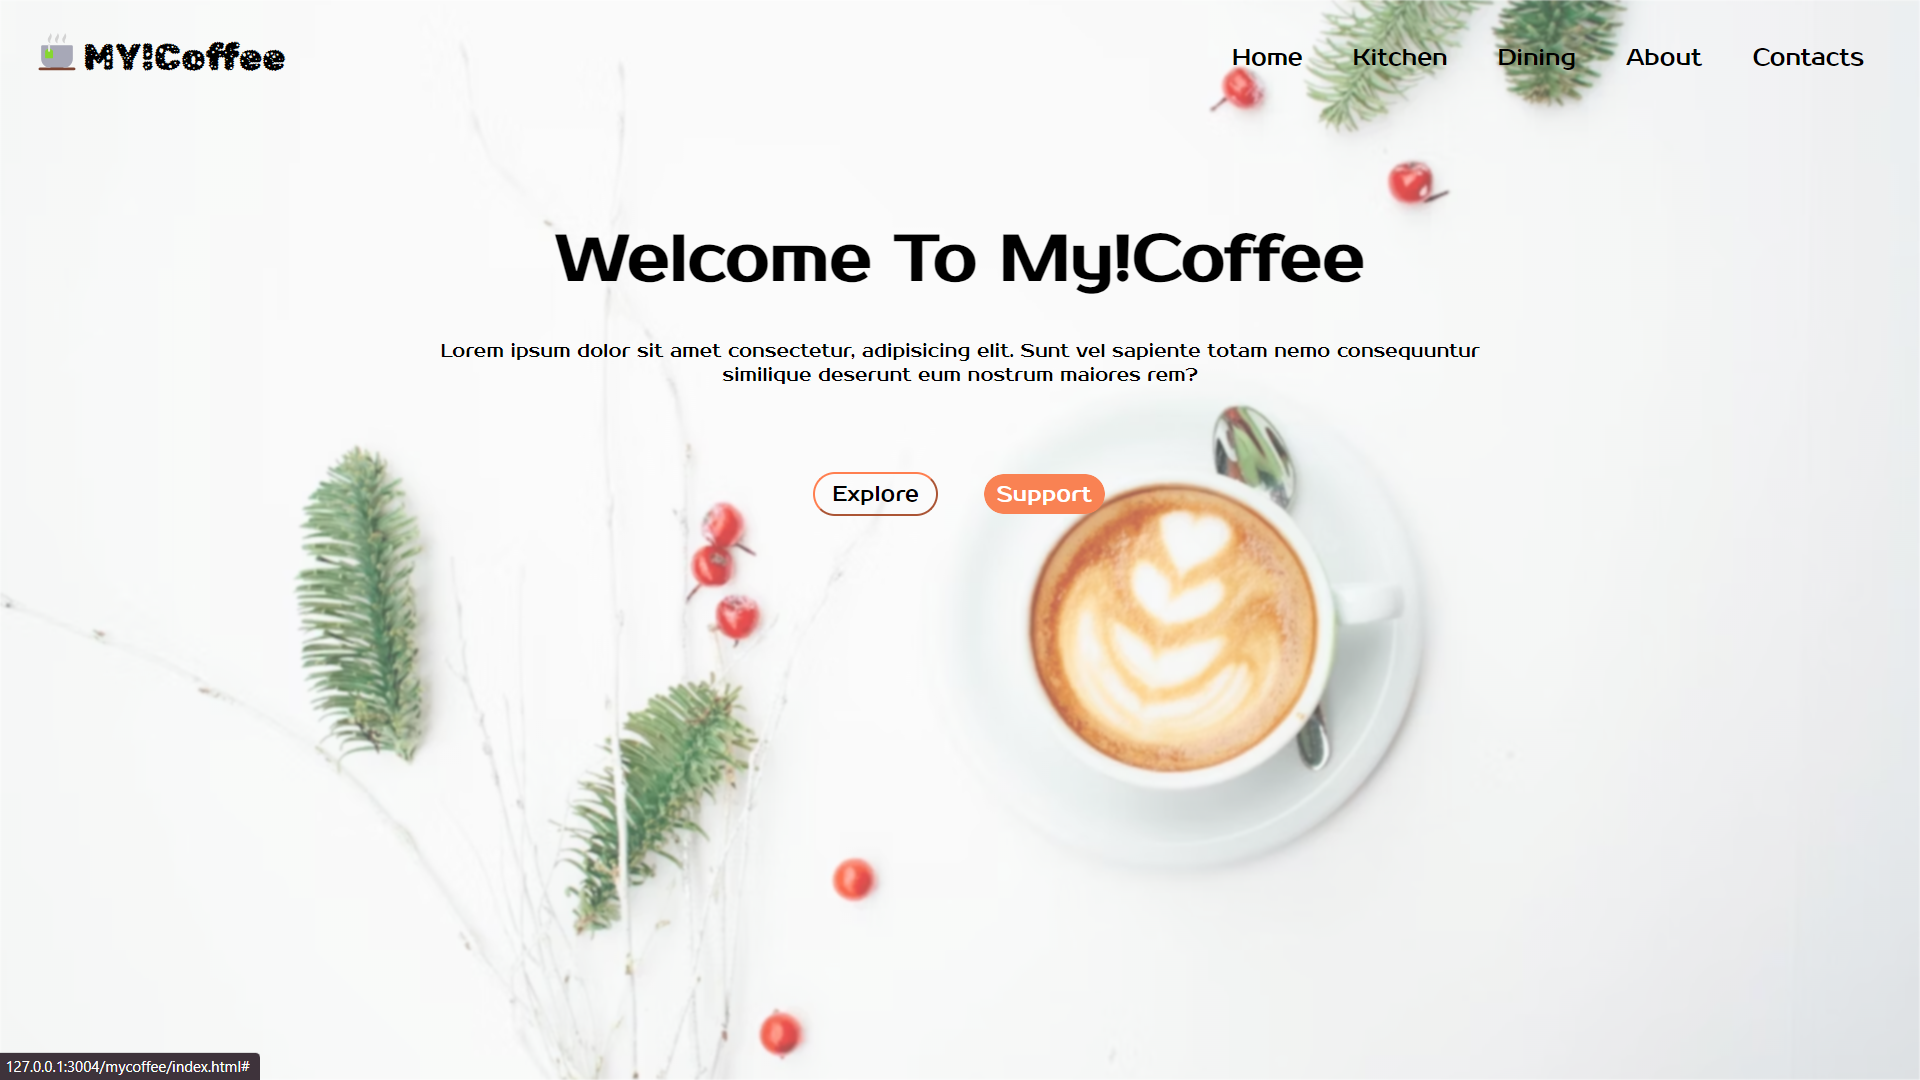 MY!Coffee
Home Kitchen Dining About Contacts
Welcome To My!Coffee
Lorem ipsum dolor sit amet consectetur, adipisicing elit. Sunt vel sapiente totam nemo consequuntur
similique deserunt eum nostrum maiores rem?
Explore Support
127.0.0.1:3004/mycoffee/index.html#